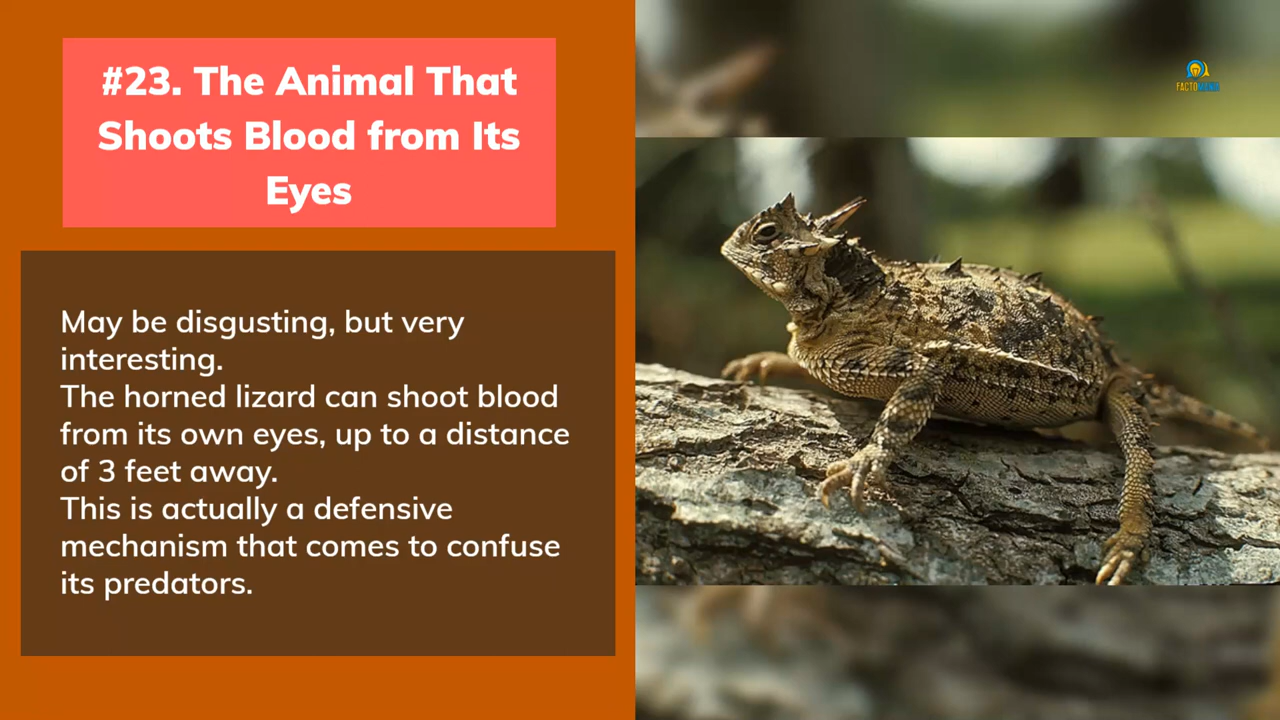 #23. The Animal That
Shoots Blood from Its
Eyes
May be disgusting, but very
interesting.
The horned lizard can shoot blood
from its own eyes, up to a distance
of 3 feet away.
This is actually a defensive
mechanism that comes to confuse
its predators.
FACTOMANIA